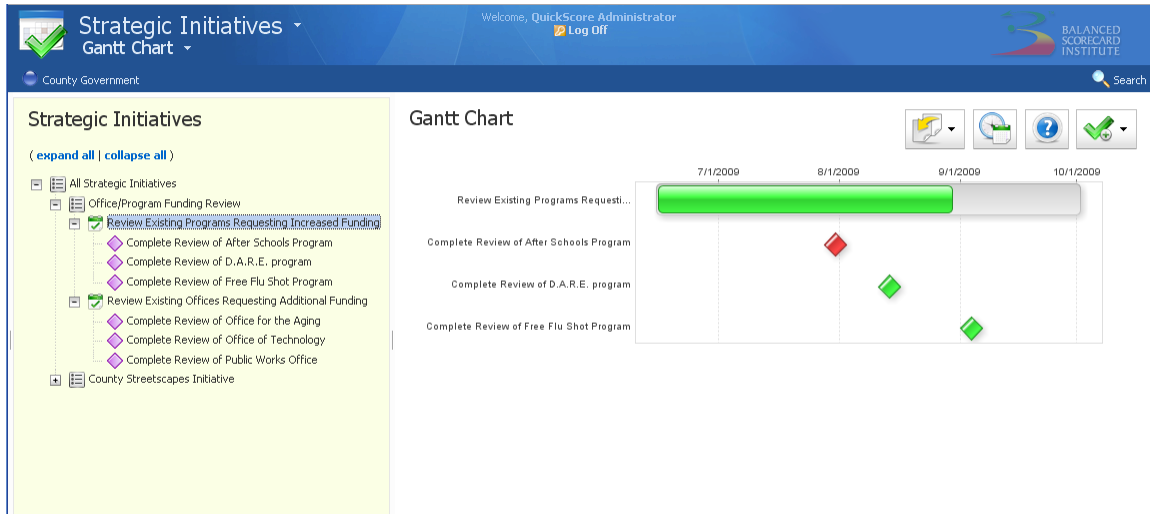 Strategic Initiatives
Gantt Chart
Welcome, QuickScore Administrator
Log Off
BALANCED
SCORECARD
INSTITUTE
County Government
Search
Strategic Initiatives
( expand all | collapse all )
All Strategic Initiatives
Office/Program Funding Review
Review Existing Programs Requesting Increased Funding
Complete Review of After Schools Program
Complete Review of D.A.R.E. program
Complete Review of Free Flu Shot Program
Review Existing Offices Requesting Additional Funding
Complete Review of Office for the Aging
Complete Review of Office of Technology
Complete Review of Public Works Office
County Streetscapes Initiative
Gantt Chart
7/1/2009 8/1/2009 9/1/2009 10/1/2009
Review Existing Programs Requesti...
Complete Review of After Schools Program
Complete Review of D.A.R.E. program
Complete Review of Free Flu Shot Program